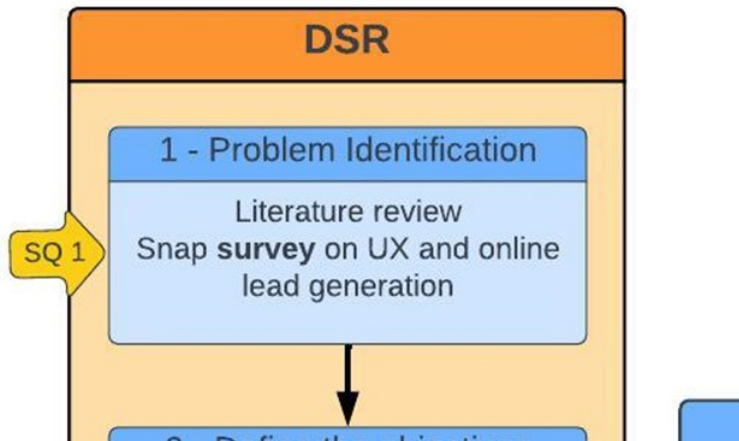 DSR
1 - Problem Identification
Literature review
Snap survey on UX and online
lead generation
SQ 1